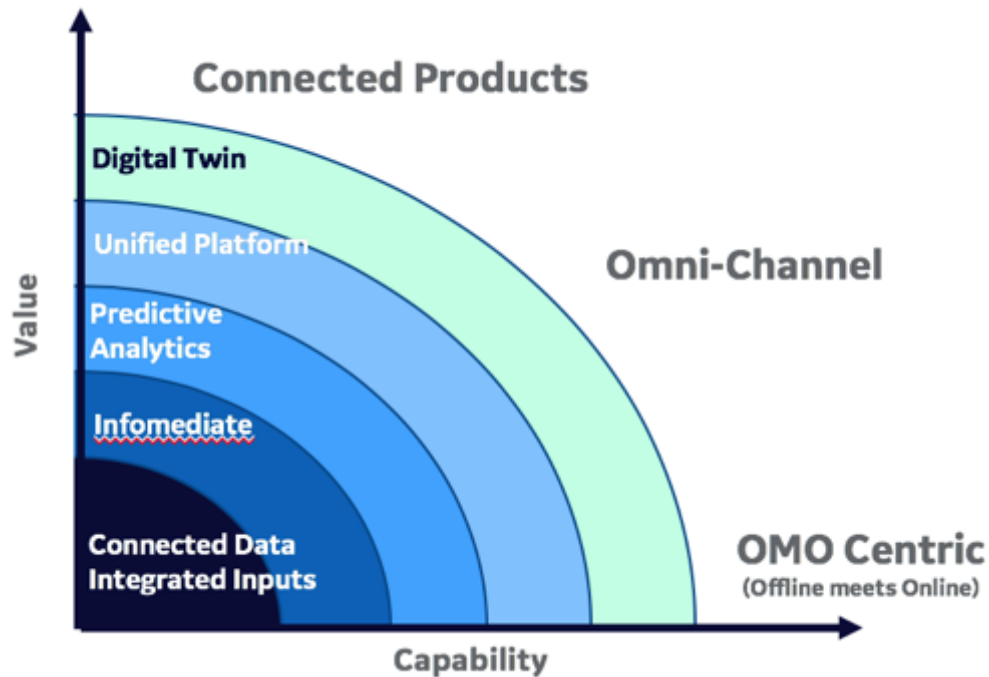 Connected Products
Digital Twin
Unified Platform
Omni-Channel
Predictive
Analytics
Value
Infomediate
Connected Data
Integrated Inputs
OMO Centric
(Offline meets Online)
Capability